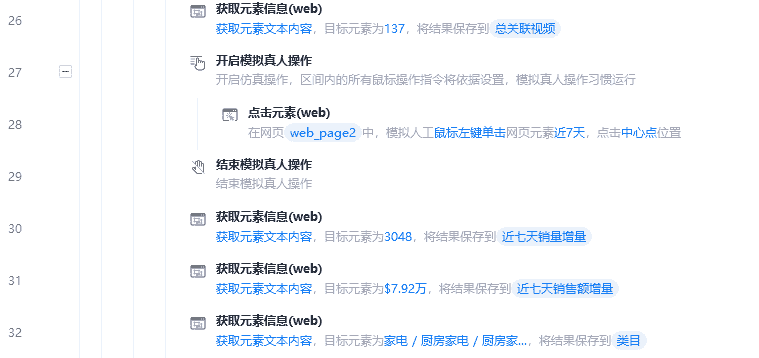 26
获取元素信息(web)
获取元素文本内容，目标元素为137，将结果保存到 总关联视频
27
开启模拟真人操作
开启仿真操作，区间内的所有鼠标操作指令将依据设置，模拟真人操作习惯运行
28
点击元素(web)
在网页 web_page2 中，模拟人工鼠标左键单击网页元素近7天，点击中心点位置
29
结束模拟真人操作
结束模拟真人操作
30
获取元素信息(web)
获取元素文本内容，目标元素为3048，将结果保存到 近七天销量增量
31
获取元素信息(web)
获取元素文本内容，目标元素为$7.92万，将结果保存到 近七天销售额增量
32
获取元素信息(web)
获取元素文本内容，目标元素为家电 / 厨房家电 / 厨房家...，将结果保存到 类目